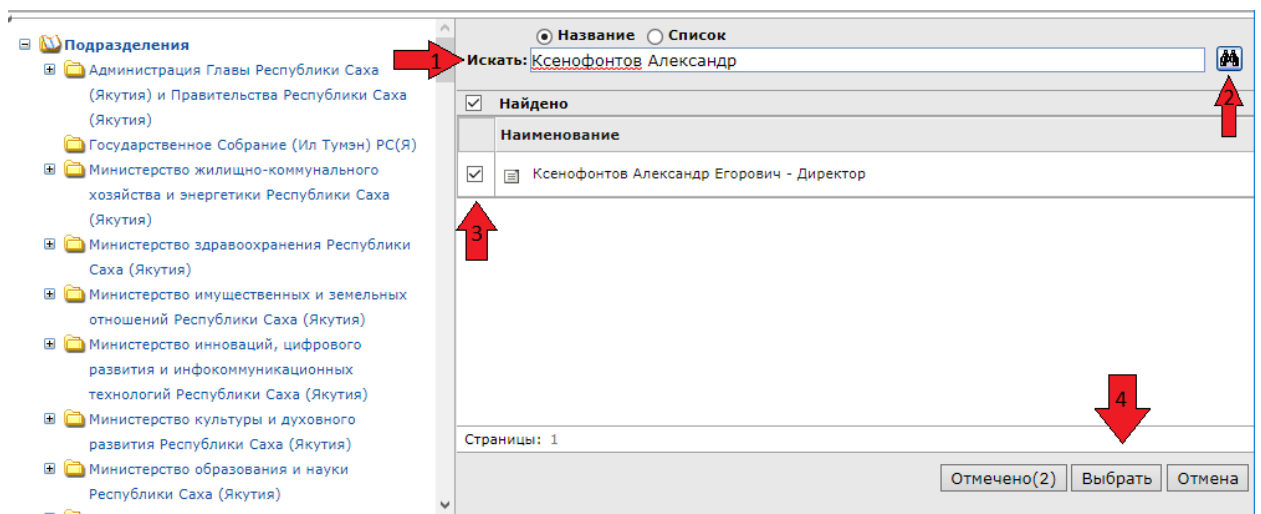 Подразделения
Администрация Главы Республики Саха
(Якутия) и Правительства Республики Саха
(Якутия)
Государственное Собрание (Ил Тумэн) РС(Я)
Министерство жилищно-коммунального
хозяйства и энергетики Республики Саха
(Якутия)
Министерство здравоохранения Республики
Саха (Якутия)
Министерство имущественных и земельных
отношений Республики Саха (Якутия)
Министерство инноваций, цифрового
развития и инфокоммуникационных
технологий Республики Саха (Якутия)
Министерство культуры и духовного
развития Республики Саха (Якутия)
Министерство образования и науки
Республики Саха (Якутия)
Название Список
1 Искать: Ксенофонтов Александр
2
Найдено
Наименование
Ксенофонтов Александр Егорович - Директор
3
4
Страницы: 1
Отмечено(2) Выбрать Отмена